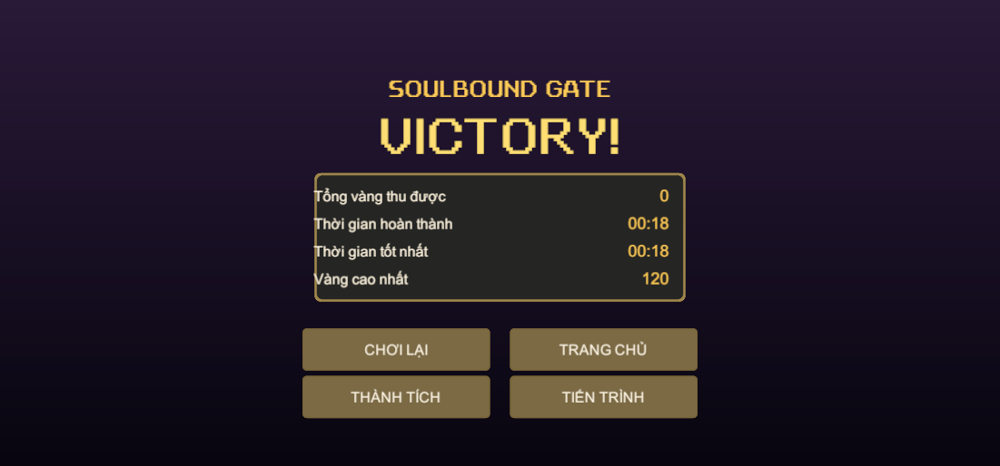 SOULBOUND GATE
VICTORY!
Tổng vàng thu được 0
Thời gian hoàn thành 00:18
Thời gian tốt nhất 00:18
Vàng cao nhất 120
CHƠI LẠI TRANG CHỦ
THÀNH TÍCH TIẾN TRÌNH